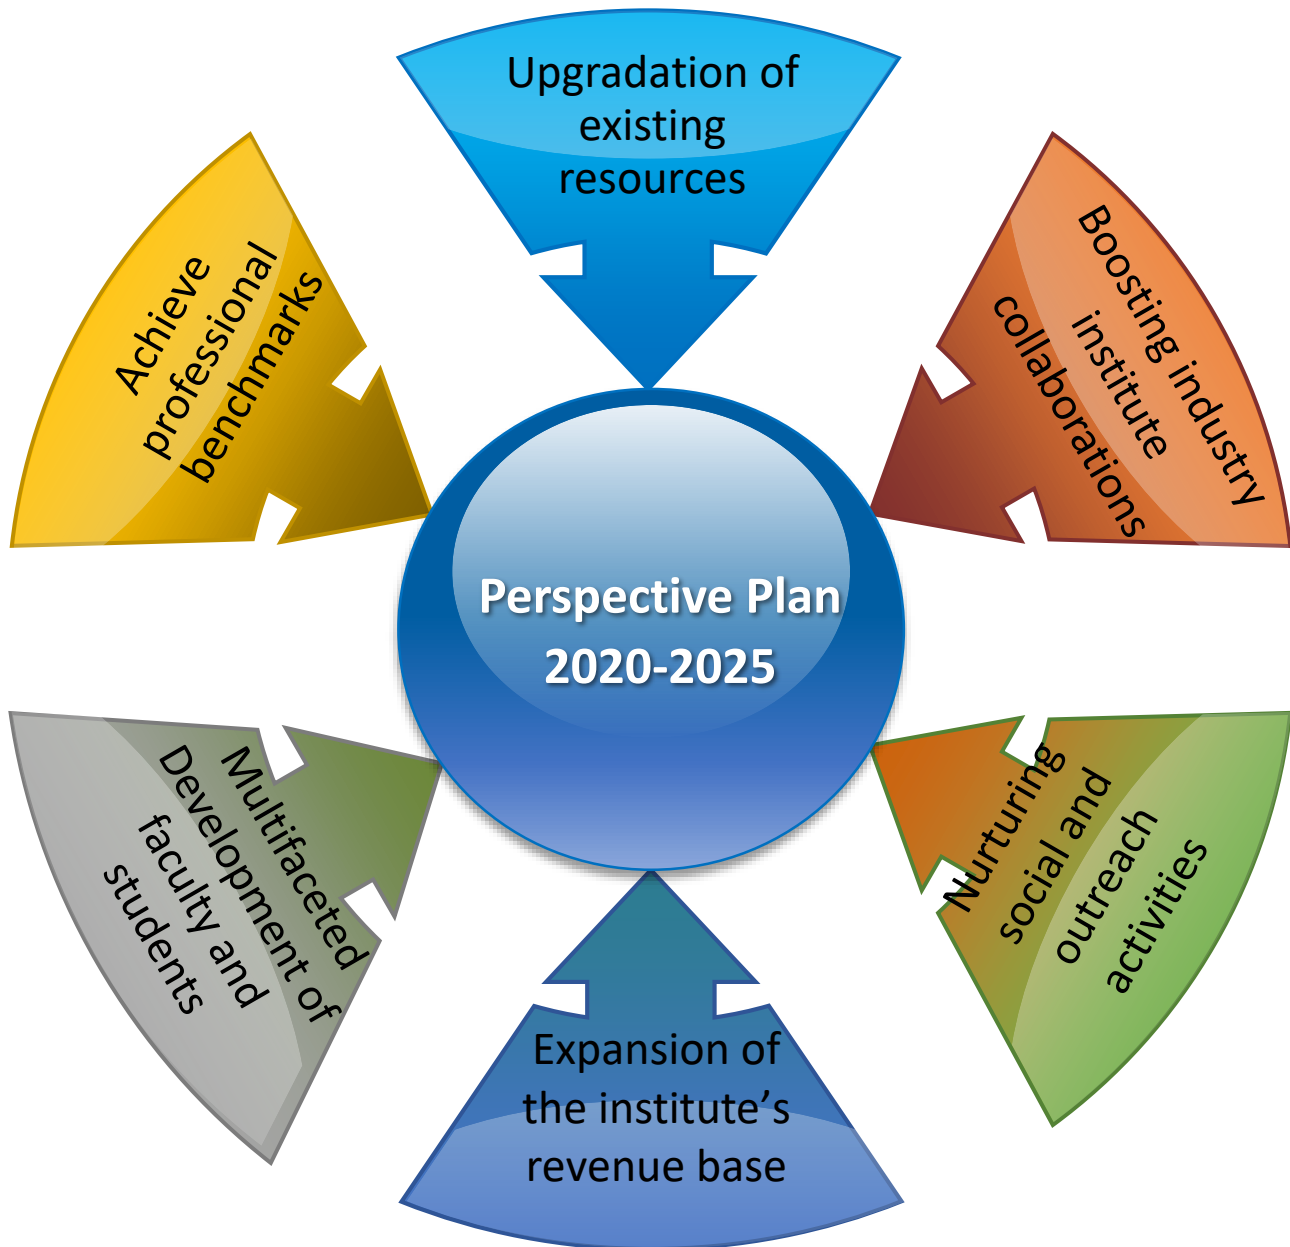 Upgradation of
existing
resources
Boosting industry
institute
collaborations
Nurturing
social and
outreach
activities
Expansion of
the institute’s
revenue base
Multifaceted
Development of
faculty and
students
Achieve
professional
benchmarks
Perspective Plan
2020-2025